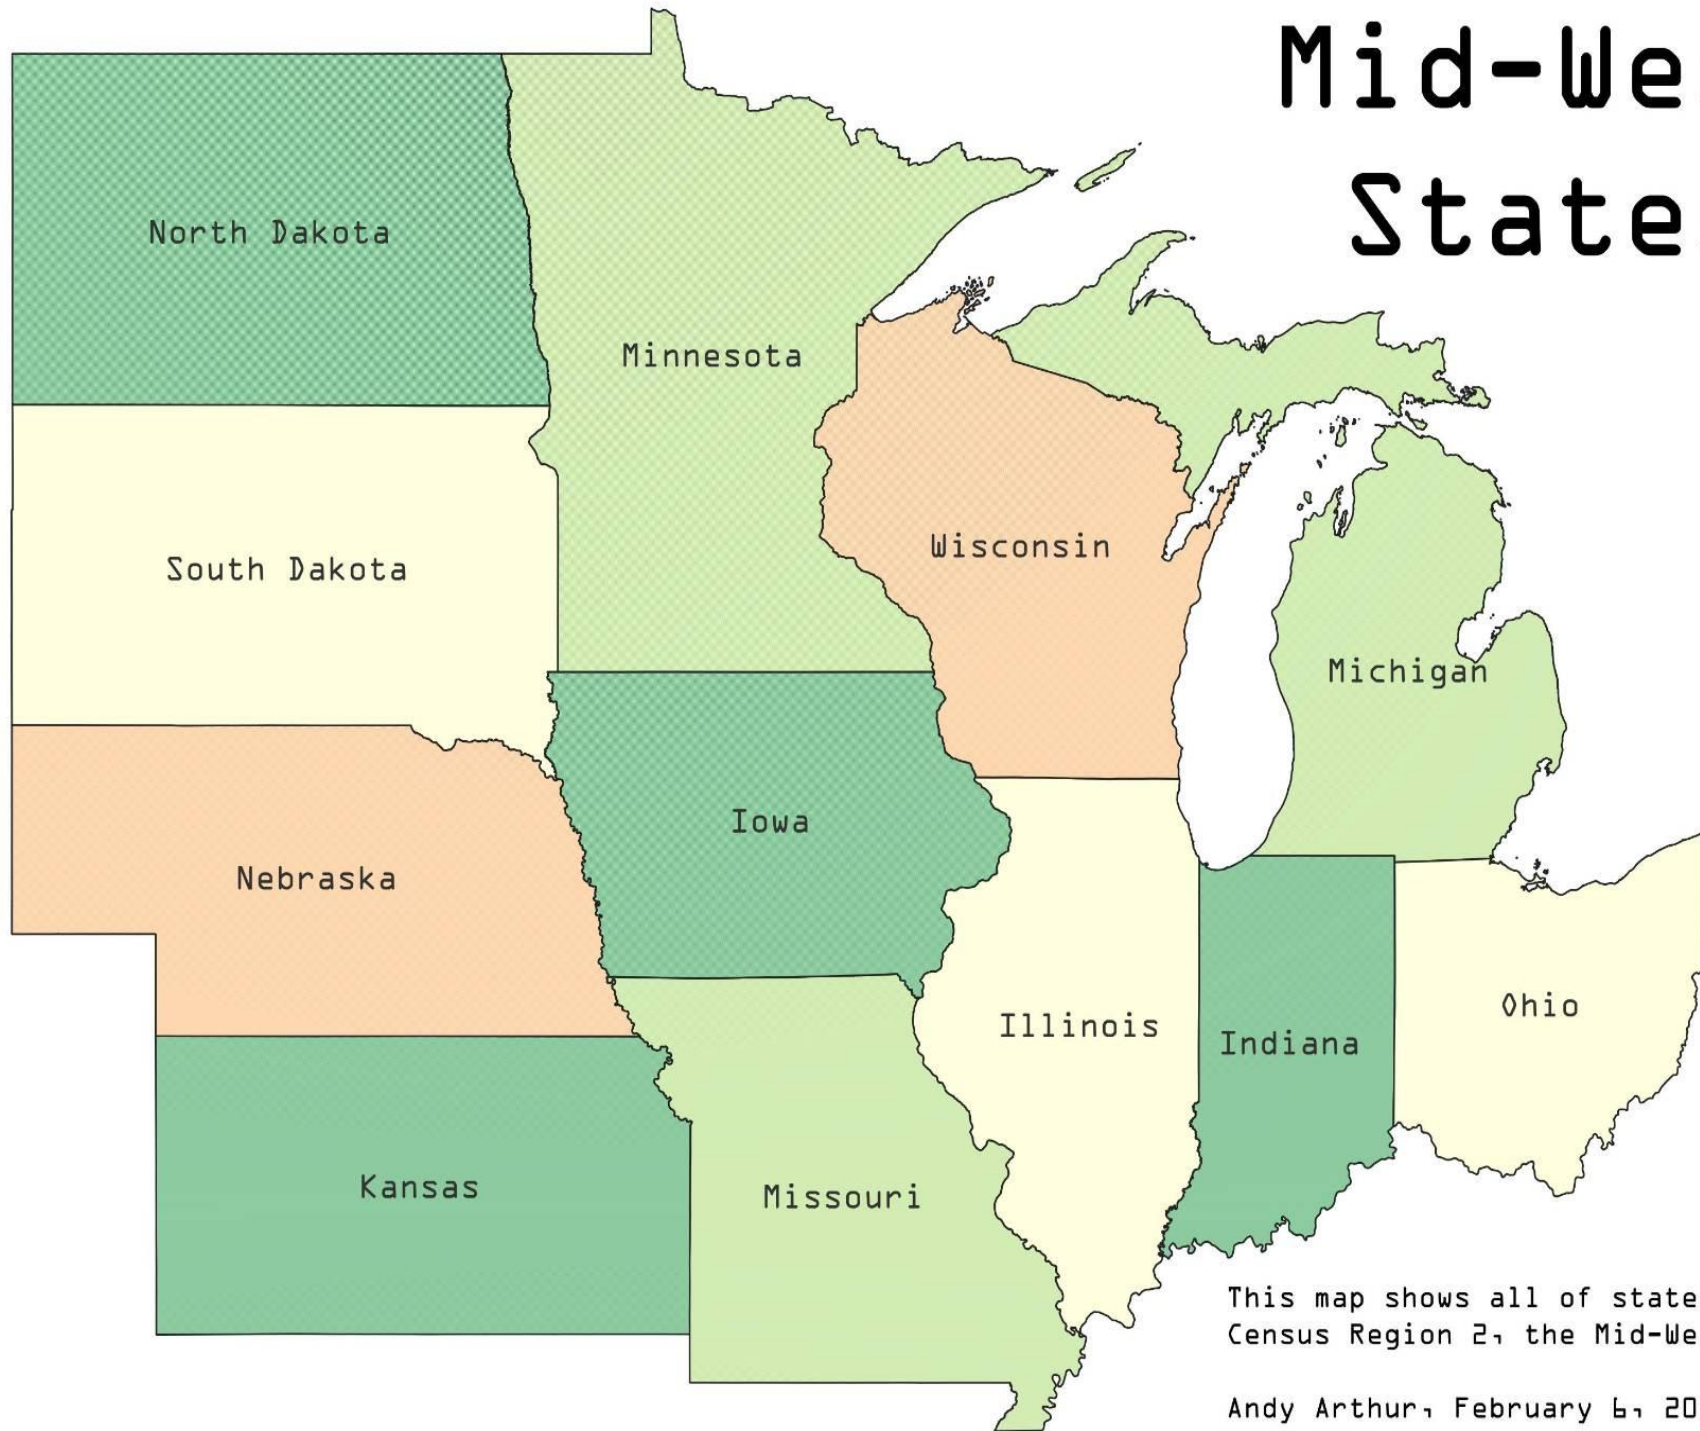 Mid-We
State
North Dakota
Minnesota
Wisconsin
South Dakota
Michigan
Iowa
Nebraska
Ohio
Illinois
Indiana
Kansas
Missouri
This map shows all of state
Census Region 2, the Mid-We
Andy Arthur, February 6, 20